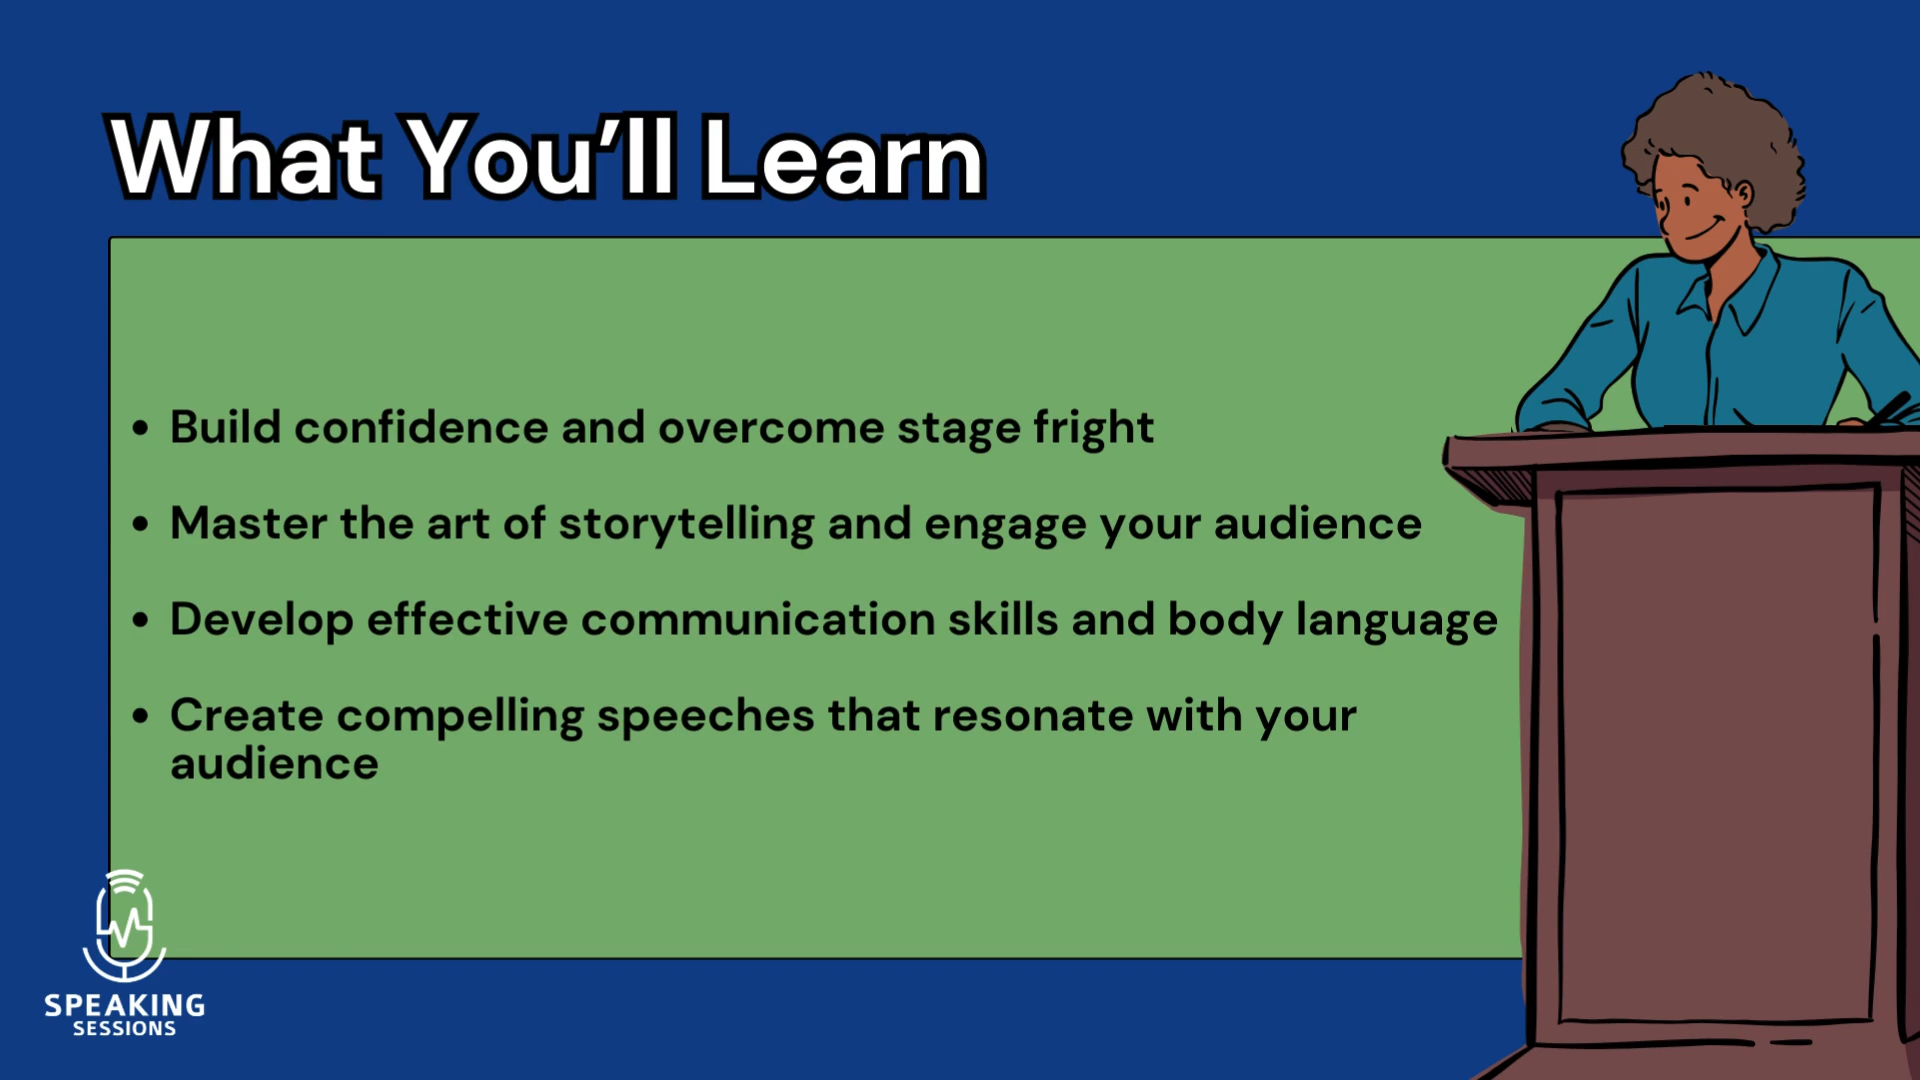 What You’ll Learn
• Build confidence and overcome stage fright
• Master the art of storytelling and engage your audience
• Develop effective communication skills and body language
• Create compelling speeches that resonate with your
audience
SPEAKING
SESSIONS